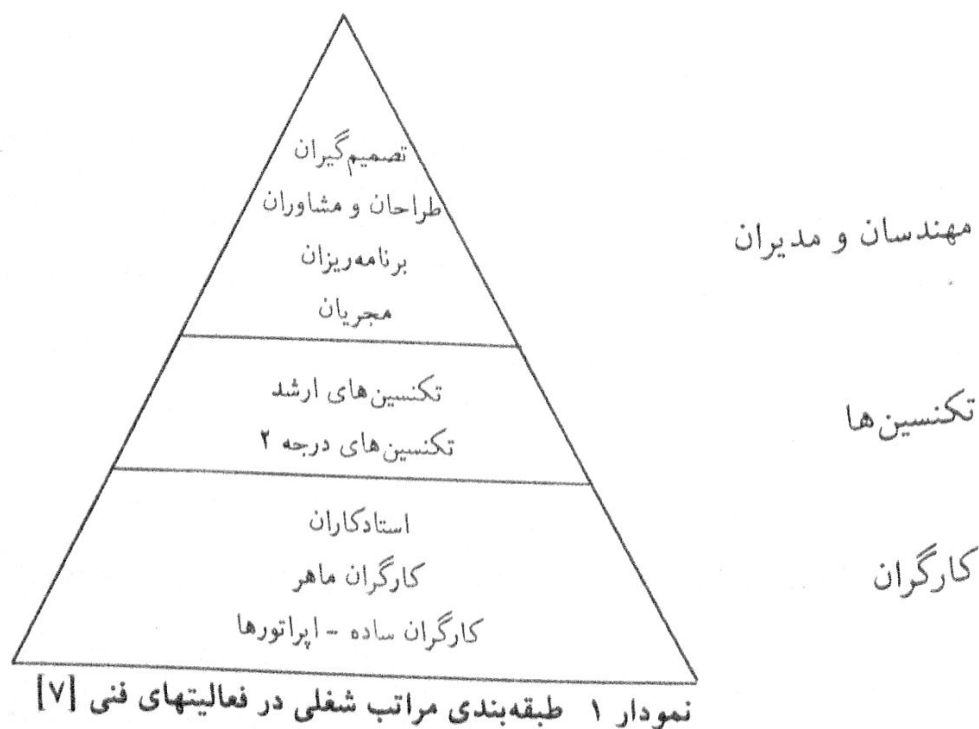 تصمیم‌گیران
طراحان و مشاوران
برنامه‌ریزان
مجریان
مهندسان و مدیران
تکنسین‌های ارشد
تکنسین‌های درجه ۲
تکنسین‌ها
استادکاران
کارگران ماهر
کارگران ساده - اپراتورها
کارگران
نمودار ۱ طبقه‌بندی مراتب شغلی در فعالیتهای فنی [۷]